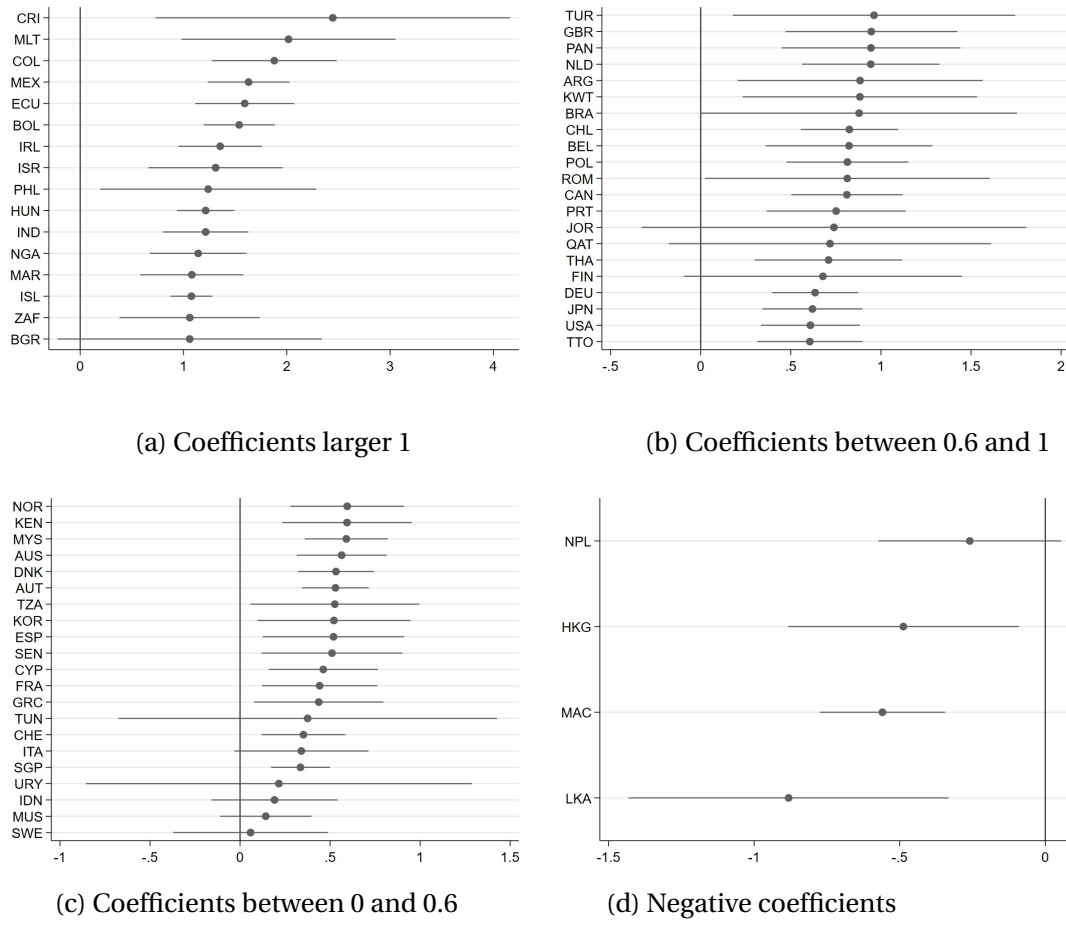 CRI
MLT
COL
MEX
ECU
BOL
IRL
ISR
PHL
HUN
IND
NGA
MAR
ISL
ZAF
BGR
0 1 2 3 4
(a) Coefficients larger 1
TUR
GBR
PAN
NLD
ARG
KWT
BRA
CHL
BEL
POL
ROM
CAN
PRT
JOR
QAT
THA
FIN
DEU
JPN
USA
TTO
-.5 0 .5 1 1.5 2
(b) Coefficients between 0.6 and 1
NOR
KEN
MYS
AUS
DNK
AUT
TZA
KOR
ESP
SEN
CYP
FRA
GRC
TUN
CHE
ITA
SGP
URY
IDN
MUS
SWE
-1 -.5 0 .5 1 1.5
(c) Coefficients between 0 and 0.6
NPL
HKG
MAC
LKA
-1.5 -1 -.5 0
(d) Negative coefficients